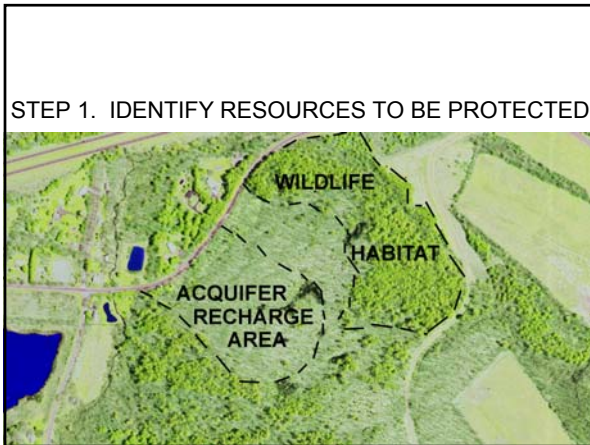 STEP 1. IDENTIFY RESOURCES TO BE PROTECTED
WILDLIFE
HABITAT
ACQUIFER
RECHARGE
AREA